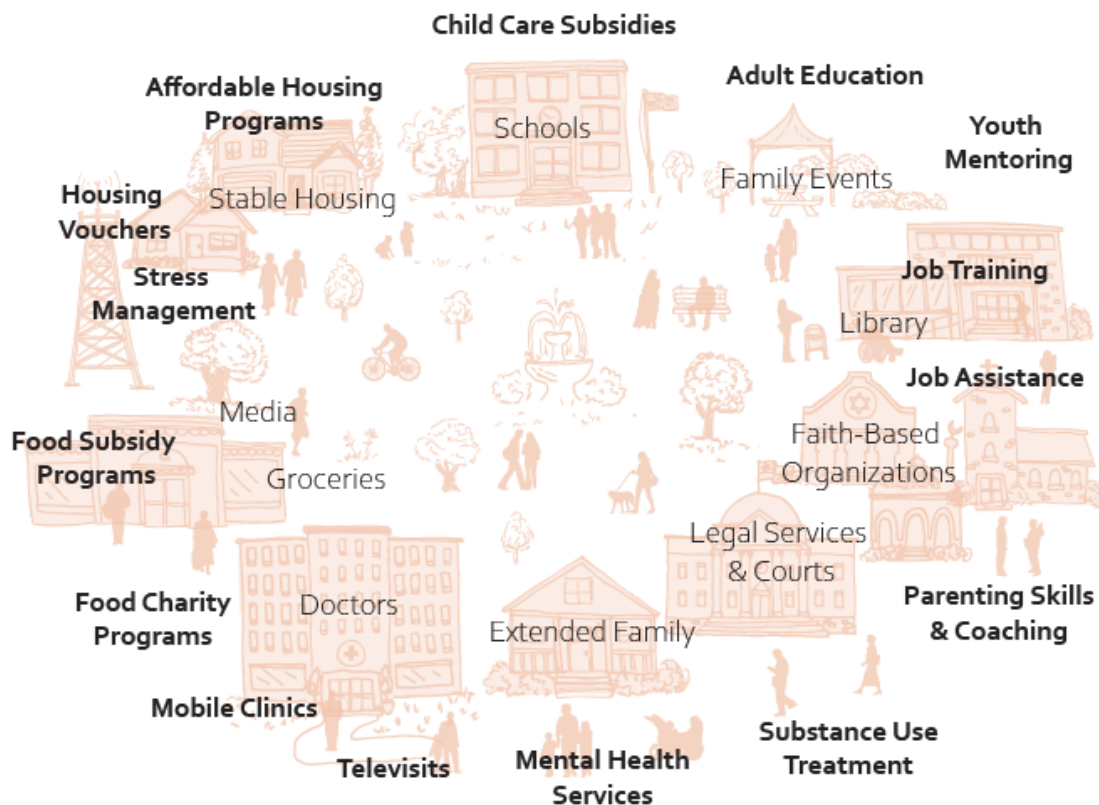 Child Care Subsidies
Affordable Housing
Programs
Adult Education
Schools
Youth
Mentoring
Family Events
Stable Housing
Housing
Vouchers
Stress
Management
Job Training
Library
Job Assistance
Media
Faith-Based
Organizations
Food Subsidy
Programs
Groceries
Legal Services
& Courts
Food Charity
Programs
Doctors
Extended Family
Parenting Skills
& Coaching
Mobile Clinics
Televisits
Mental Health
Services
Substance Use
Treatment